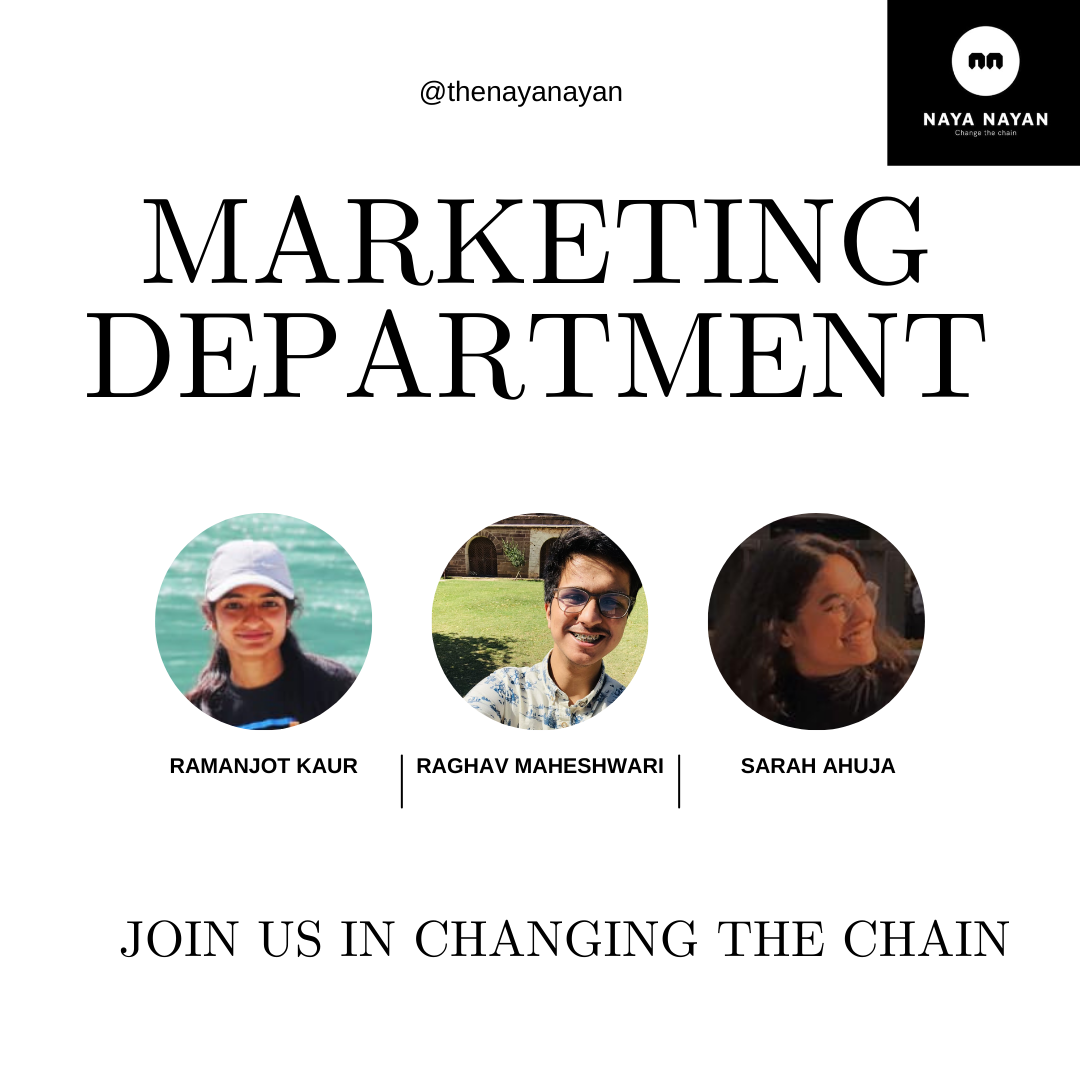 @thenayanayan
NAYA NAYAN
Change the chain
MARKETING
DEPARTMENT
RAMANJOT KAUR
RAGHAV MAHESHWARI
SARAH AHUJA
JOIN US IN CHANGING THE CHAIN